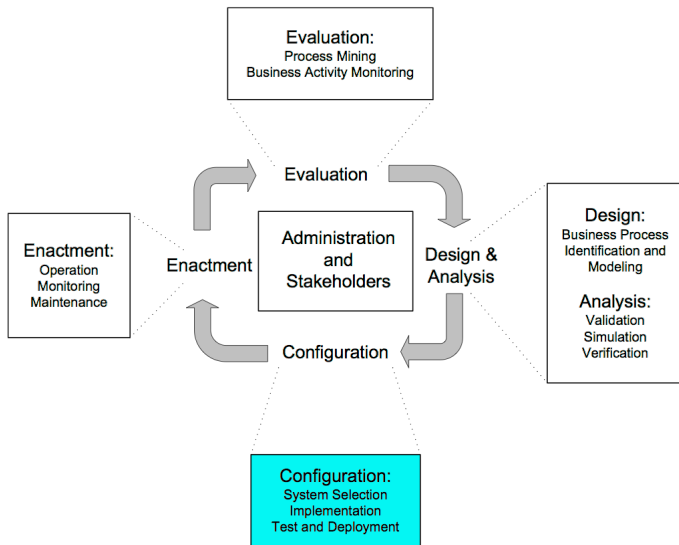 Evaluation:
Process Mining
Business Activity Monitoring
Evaluation
Design:
Business Process
Identification and
Modeling
Analysis:
Validation
Simulation
Verification
Enactment:
Operation
Monitoring
Maintenance
Enactment
Administration
and
Stakeholders
Design &
Analysis
Configuration
Configuration:
System Selection
Implementation
Test and Deployment